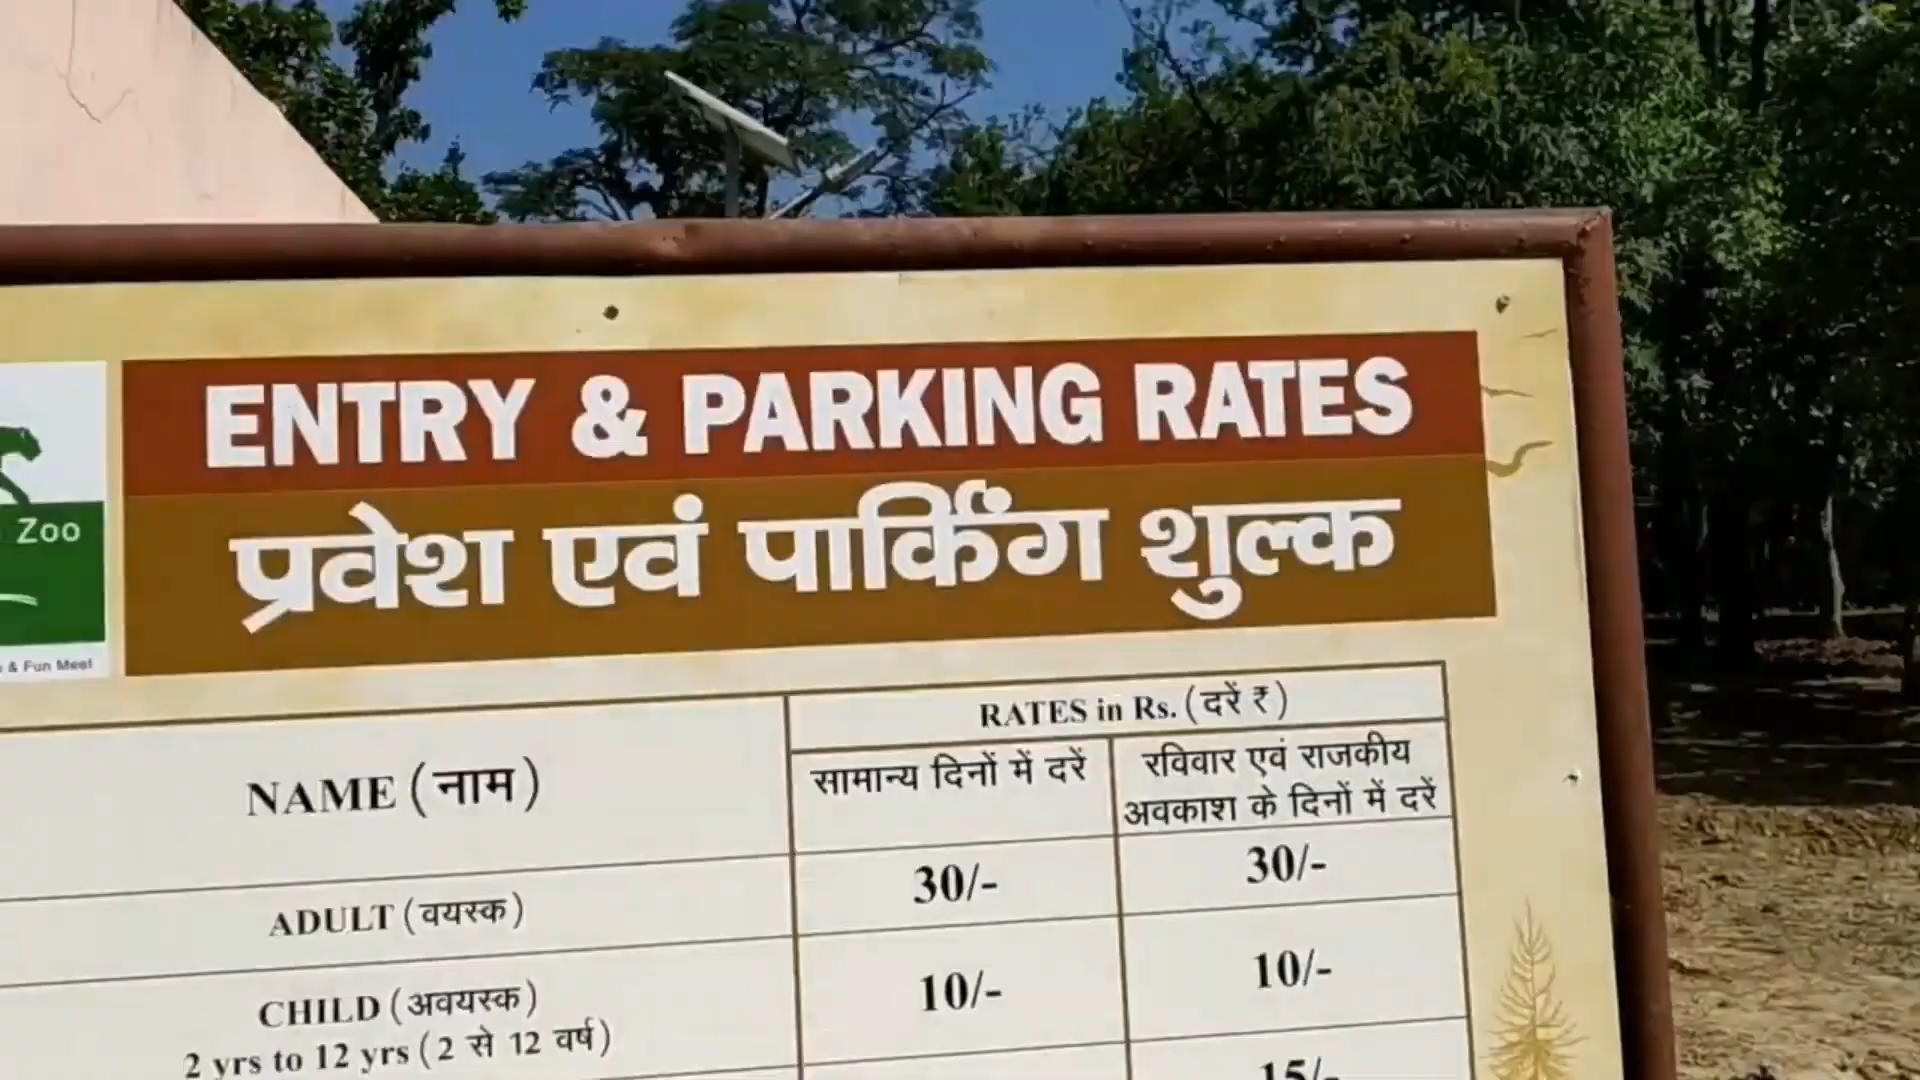 ENTRY & PARKING RATES
प्रवेश एवं पार्किंग शुल्क
Zoo
& Fun Meet
NAME (नाम)
RATES in Rs. (दरें ₹)
सामान्य दिनों में दरें
रविवार एवं राजकीय
अवकाश के दिनों में दरें
ADULT (वयस्क)
30/-
30/-
CHILD (अवयस्क)
2 yrs to 12 yrs (2 से 12 वर्ष)
10/-
10/-
15/-